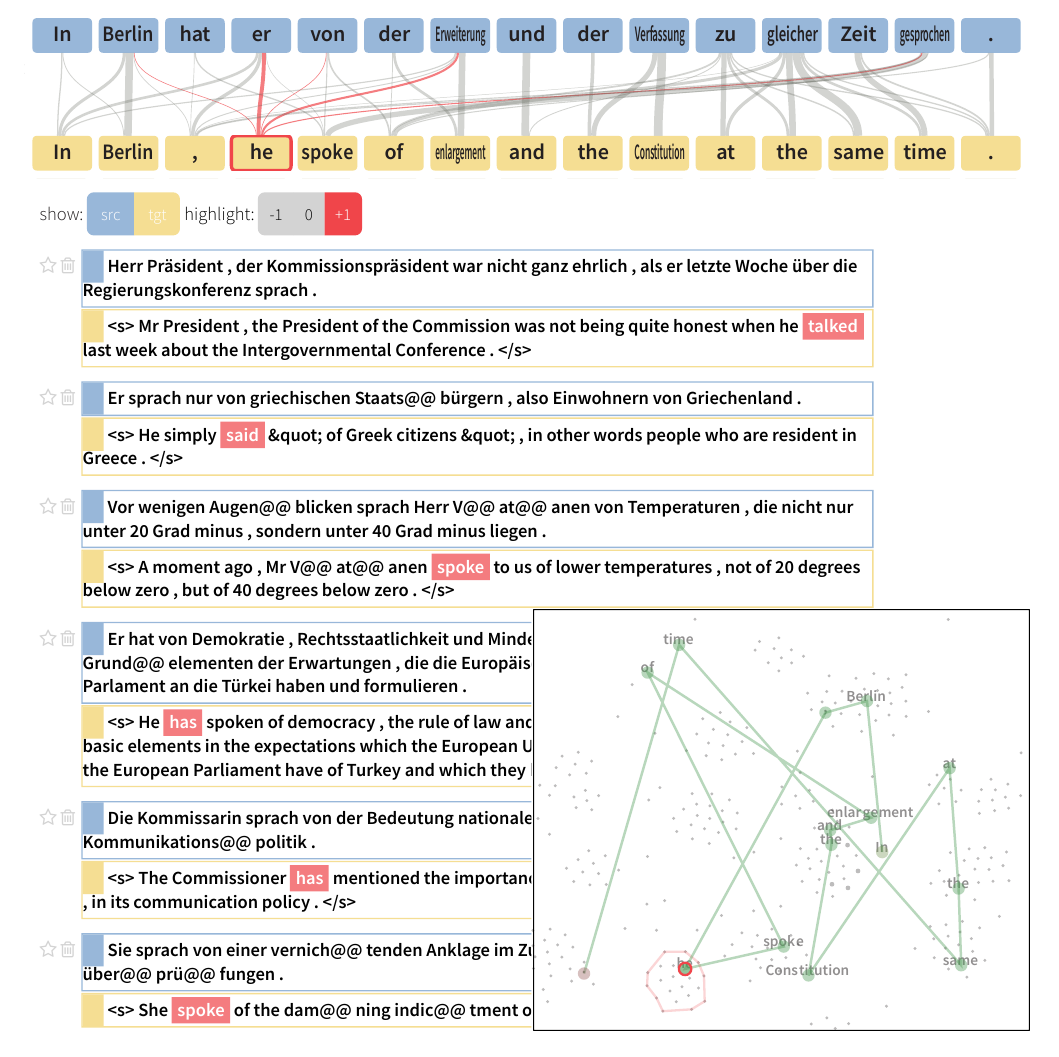 In Berlin hat er von der Erweiterung und der Verfassung zu gleicher Zeit gesprochen .
In Berlin , he spoke of enlargement and the Constitution at the same time .
show: src tgt highlight: -1 0 +1
Herr Präsident , der Kommissionspräsident war nicht ganz ehrlich , als er letzte Woche über die
Regierungskonferenz sprach .
<s> Mr President , the President of the Commission was not being quite honest when he talked
last week about the Intergovernmental Conference . </s>
Er sprach nur von griechischen Staats@@ bürgern , also Einwohnern von Griechenland .
<s> He simply said &quot; of Greek citizens &quot; , in other words people who are resident in
Greece . </s>
Vor wenigen Augen@@ blicken sprach Herr V@@ at@@ anen von Temperaturen , die nicht nur
unter 20 Grad minus , sondern unter 40 Grad minus liegen .
<s> A moment ago , Mr V@@ at@@ anen spoke to us of lower temperatures , not of 20 degrees
below zero , but of 40 degrees below zero . </s>
Er hat von Demokratie , Rechtsstaatlichkeit und Minde
Grund@@ elementen der Erwartungen , die die Europäis
Parlament an die Türkei haben und formulieren .
<s> He has spoken of democracy , the rule of law and
basic elements in the expectations which the European U
the European Parliament have of Turkey and which they
Die Kommissarin sprach von der Bedeutung nationale
Kommunikations@@ politik .
<s> The Commissioner has mentioned the importanc
, in its communication policy . </s>
Sie sprach von einer vernich@@ tenden Anklage im Zu
über@@ prü@@ fungen .
<s> She spoke of the dam@@ ning indic@@ tment o
time
of
Berlin
at
enlargement
and
the
In
the
spoke
same
he
Constitution